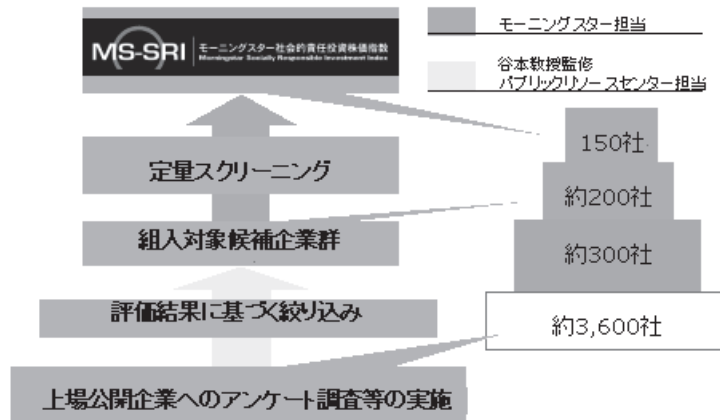 MS-SRI
モーニングスター社会的責任投資株価指数
Morningstar Socially Responsible Investment Index
モーニングスター担当
谷本教授監修
パブリックリソースセンター担当
150社
定量スクリーニング
約200社
組入対象候補企業群
約300社
評価結果に基づく絞り込み
約3,600社
上場公開企業へのアンケート調査等の実施